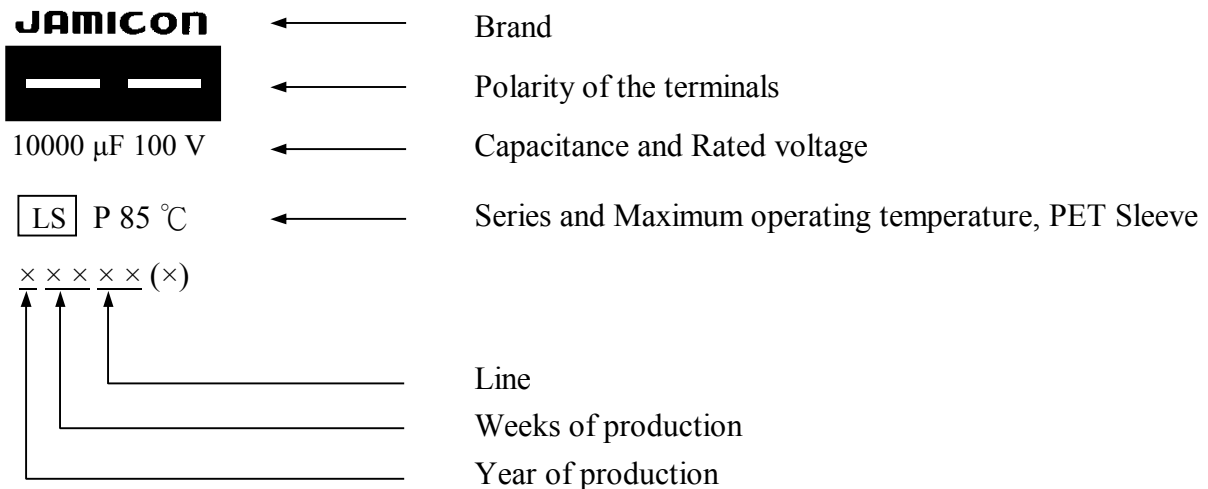 JAMICON Brand
Polarity of the terminals
10000 μF 100 V Capacitance and Rated voltage
LS P 85 ℃ Series and Maximum operating temperature, PET Sleeve
× × × × × (×)
Line
Weeks of production
Year of production